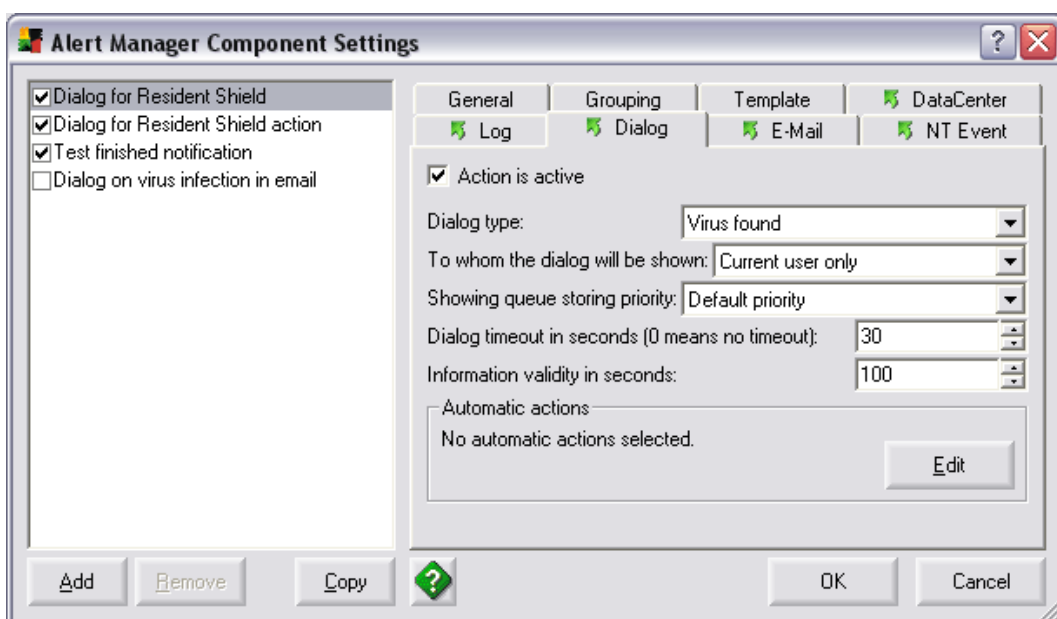 Alert Manager Component Settings
Dialog for Resident Shield
Dialog for Resident Shield action
Test finished notification
Dialog on virus infection in email
General
Grouping
Template
DataCenter
Log
Dialog
E-Mail
NT Event
Action is active
Dialog type:
Virus found
To whom the dialog will be shown:
Current user only
Showing queue storing priority:
Default priority
Dialog timeout in seconds (0 means no timeout):
30
Information validity in seconds:
100
Automatic actions
No automatic actions selected.
Edit
Add
Remove
Copy
OK
Cancel